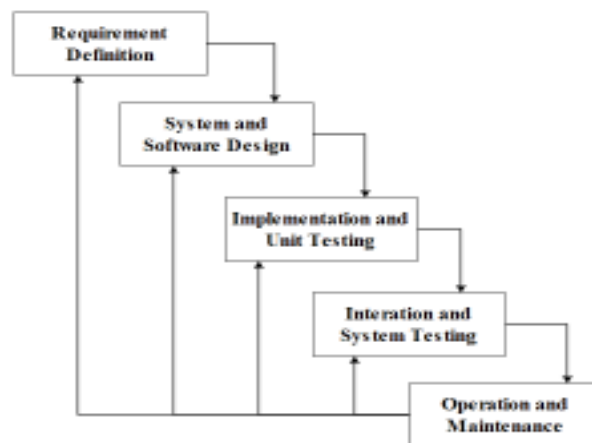 Requirement
Definition
System and
Software Design
Implementation and
Unit Testing
Interation and
System Testing
Operation and
Maintenance